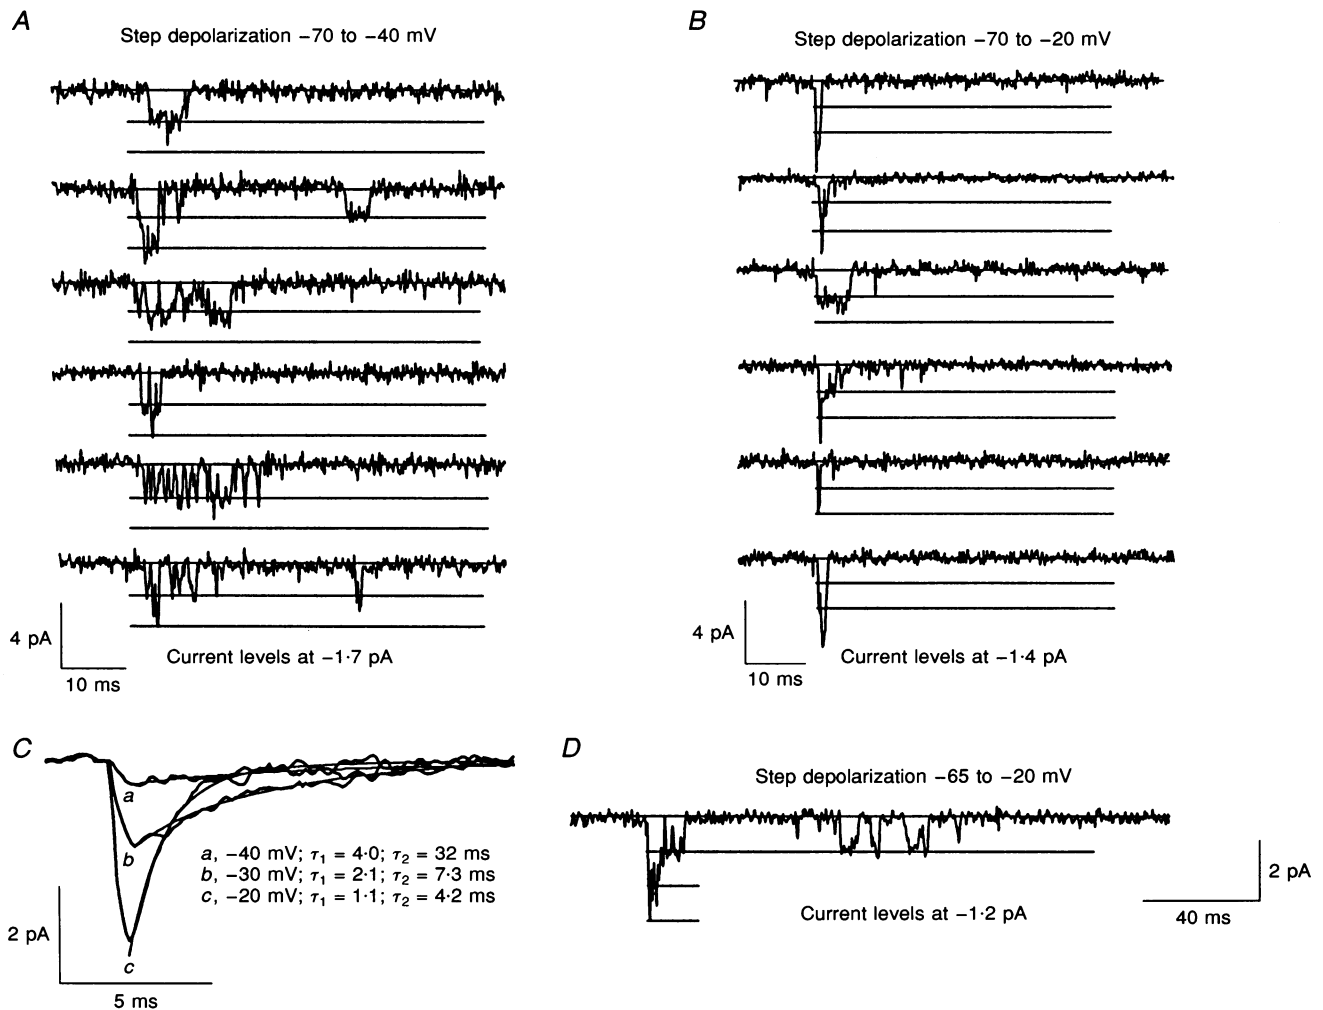 A
Step depolarization −70 to −40 mV
4 pA
10 ms
Current levels at −1·7 pA
B
Step depolarization −70 to −20 mV
4 pA
10 ms
Current levels at −1·4 pA
C
a
b
c
a, −40 mV; τ1 = 4·0; τ2 = 32 ms
b, −30 mV; τ1 = 2·1; τ2 = 7·3 ms
c, −20 mV; τ1 = 1·1; τ2 = 4·2 ms
2 pA
5 ms
D
Step depolarization −65 to −20 mV
Current levels at −1·2 pA
2 pA
40 ms